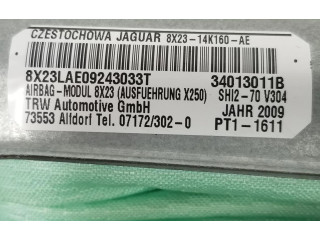 CZESTOCHOWA JAGUAR 8X23-14K160-AE
8X23LAE09243033T 34013011B
AIRBAG-MODUL 8X23 (AUSFUEHRUNG X250) SHI2-70 V304
TRW Automotive GmbH JAHR 2009
73553 Alfdorf Tel. 07172/302-0 PT1-1611